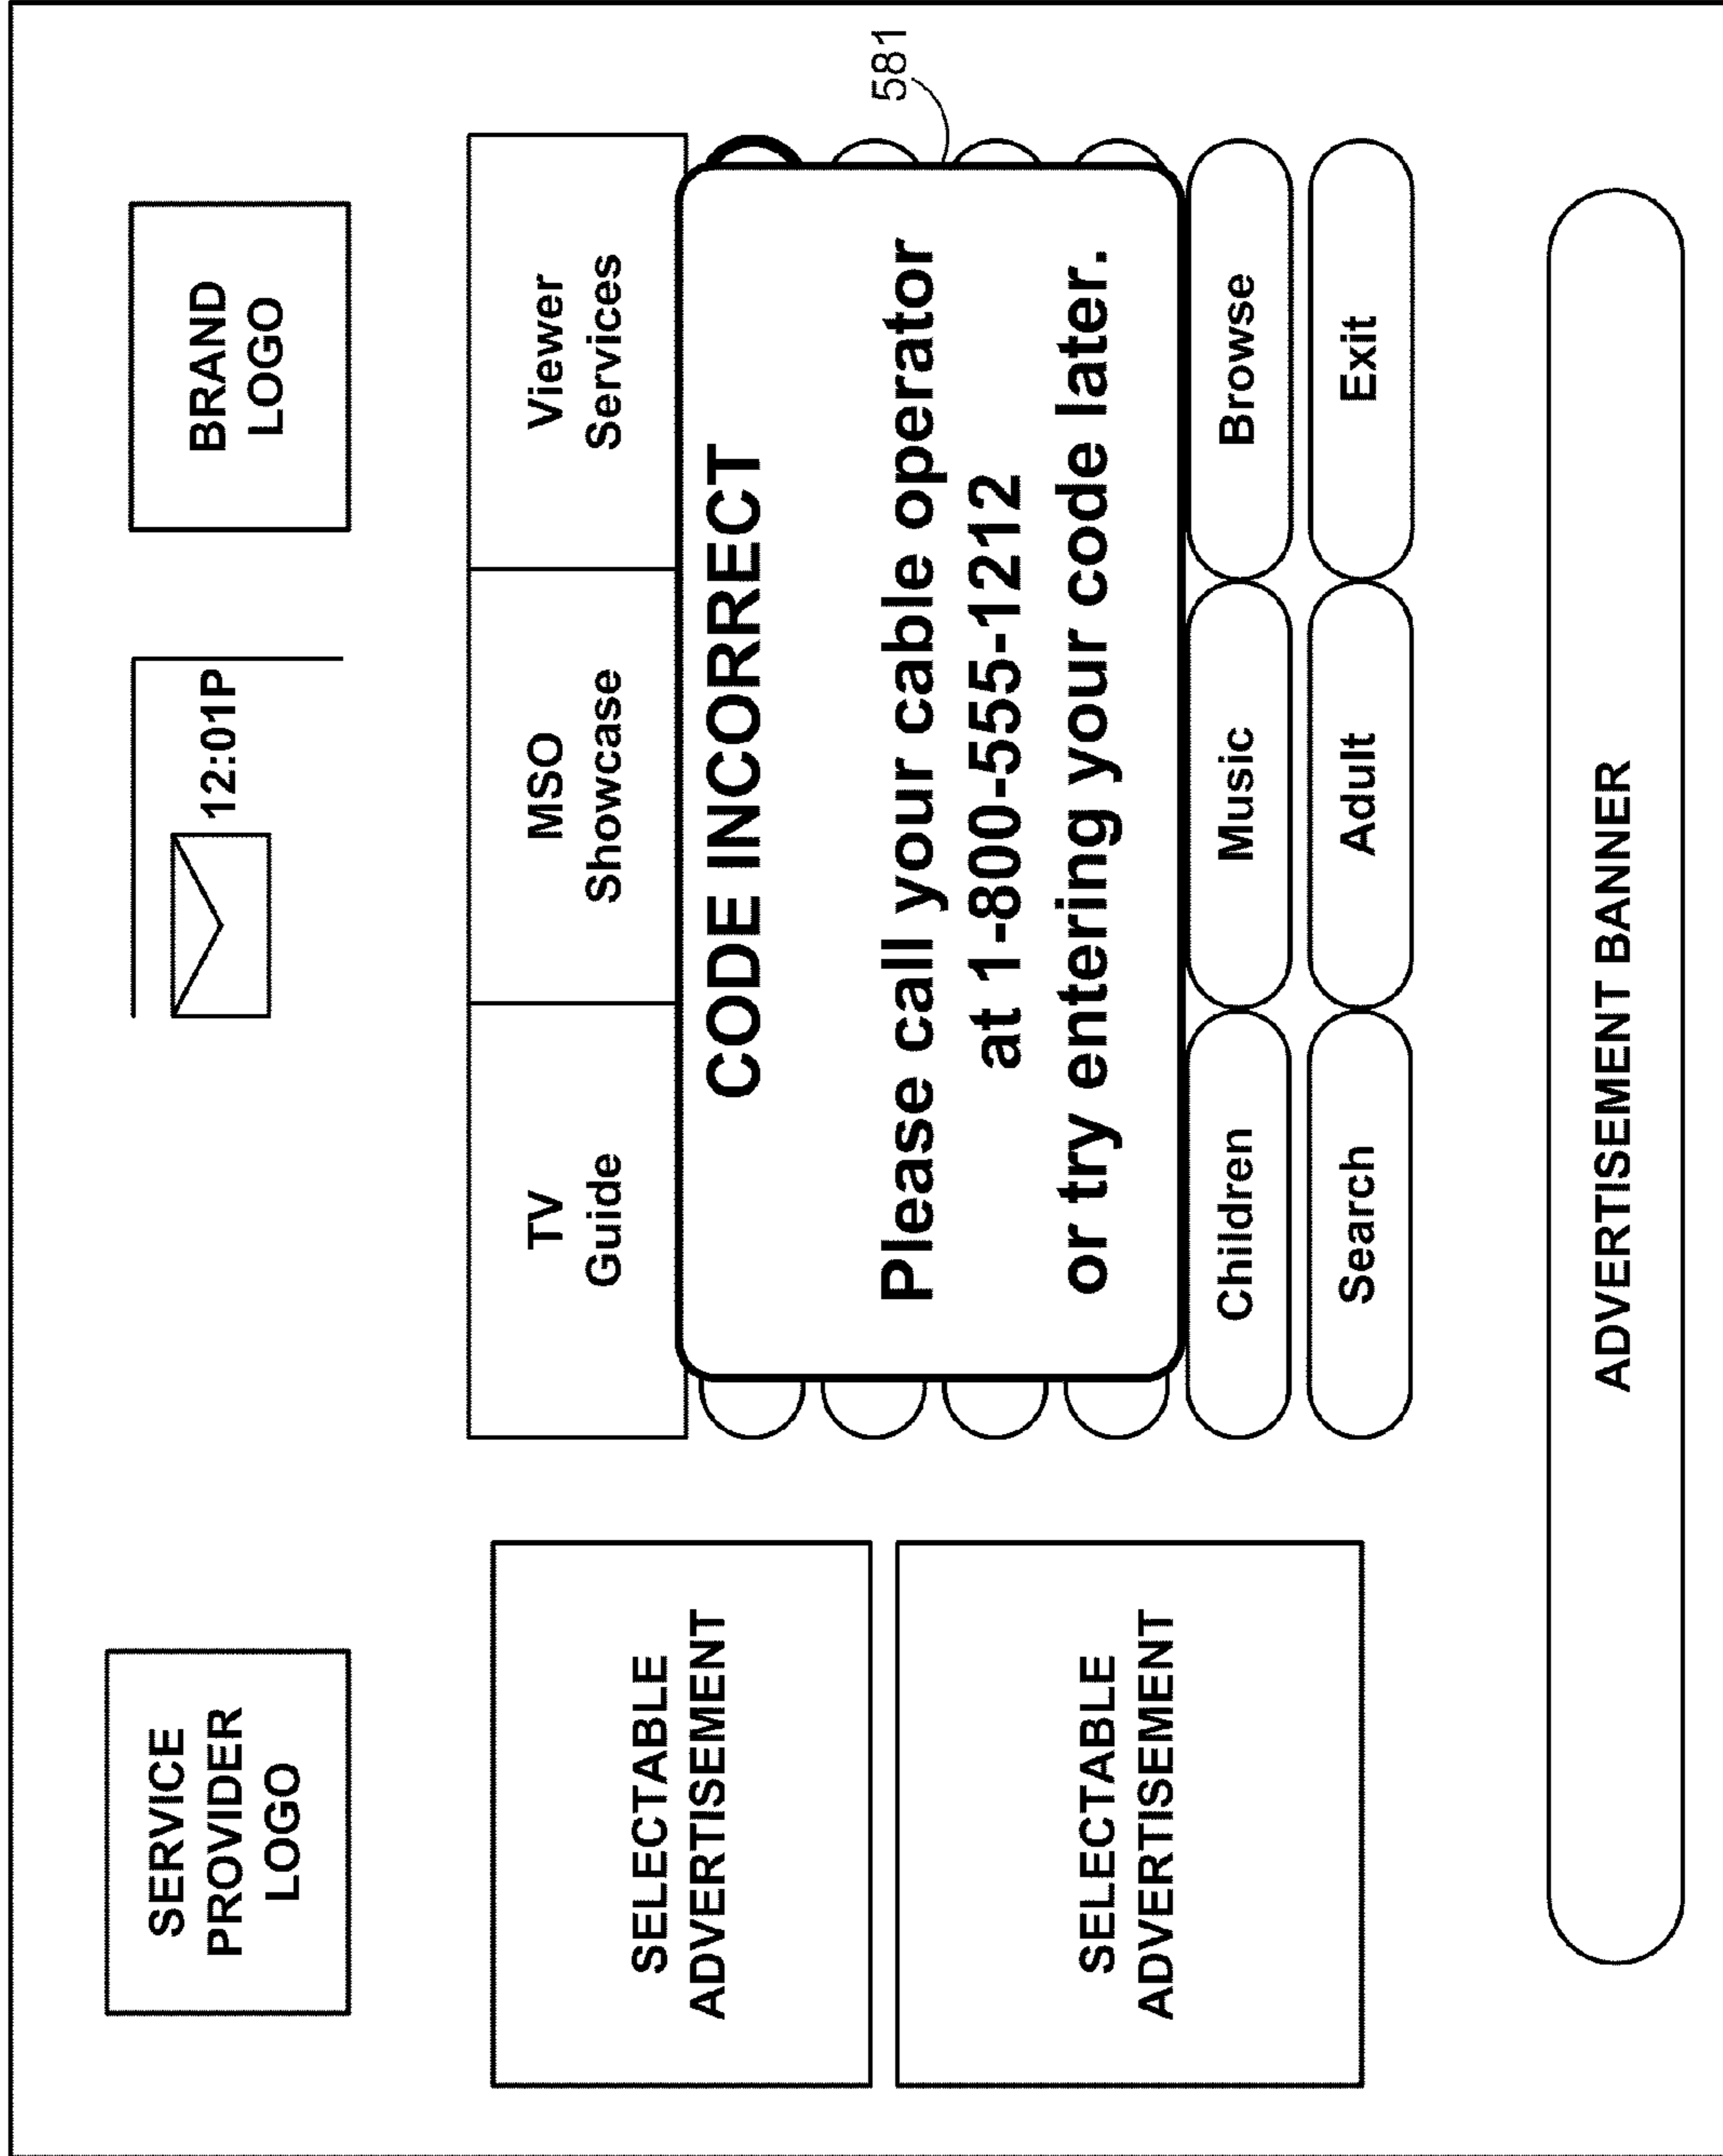 SERVICE
PROVIDER
LOGO
12:01P
BRAND
LOGO
TV
Guide
MSO
Showcase
Viewer
Services
SELECTABLE
ADVERTISEMENT
SELECTABLE
ADVERTISEMENT
CODE INCORRECT
Please call your cable operator
at 1-800-555-1212
or try entering your code later.
581
Children
Music
Browse
Search
Adult
Exit
ADVERTISEMENT BANNER